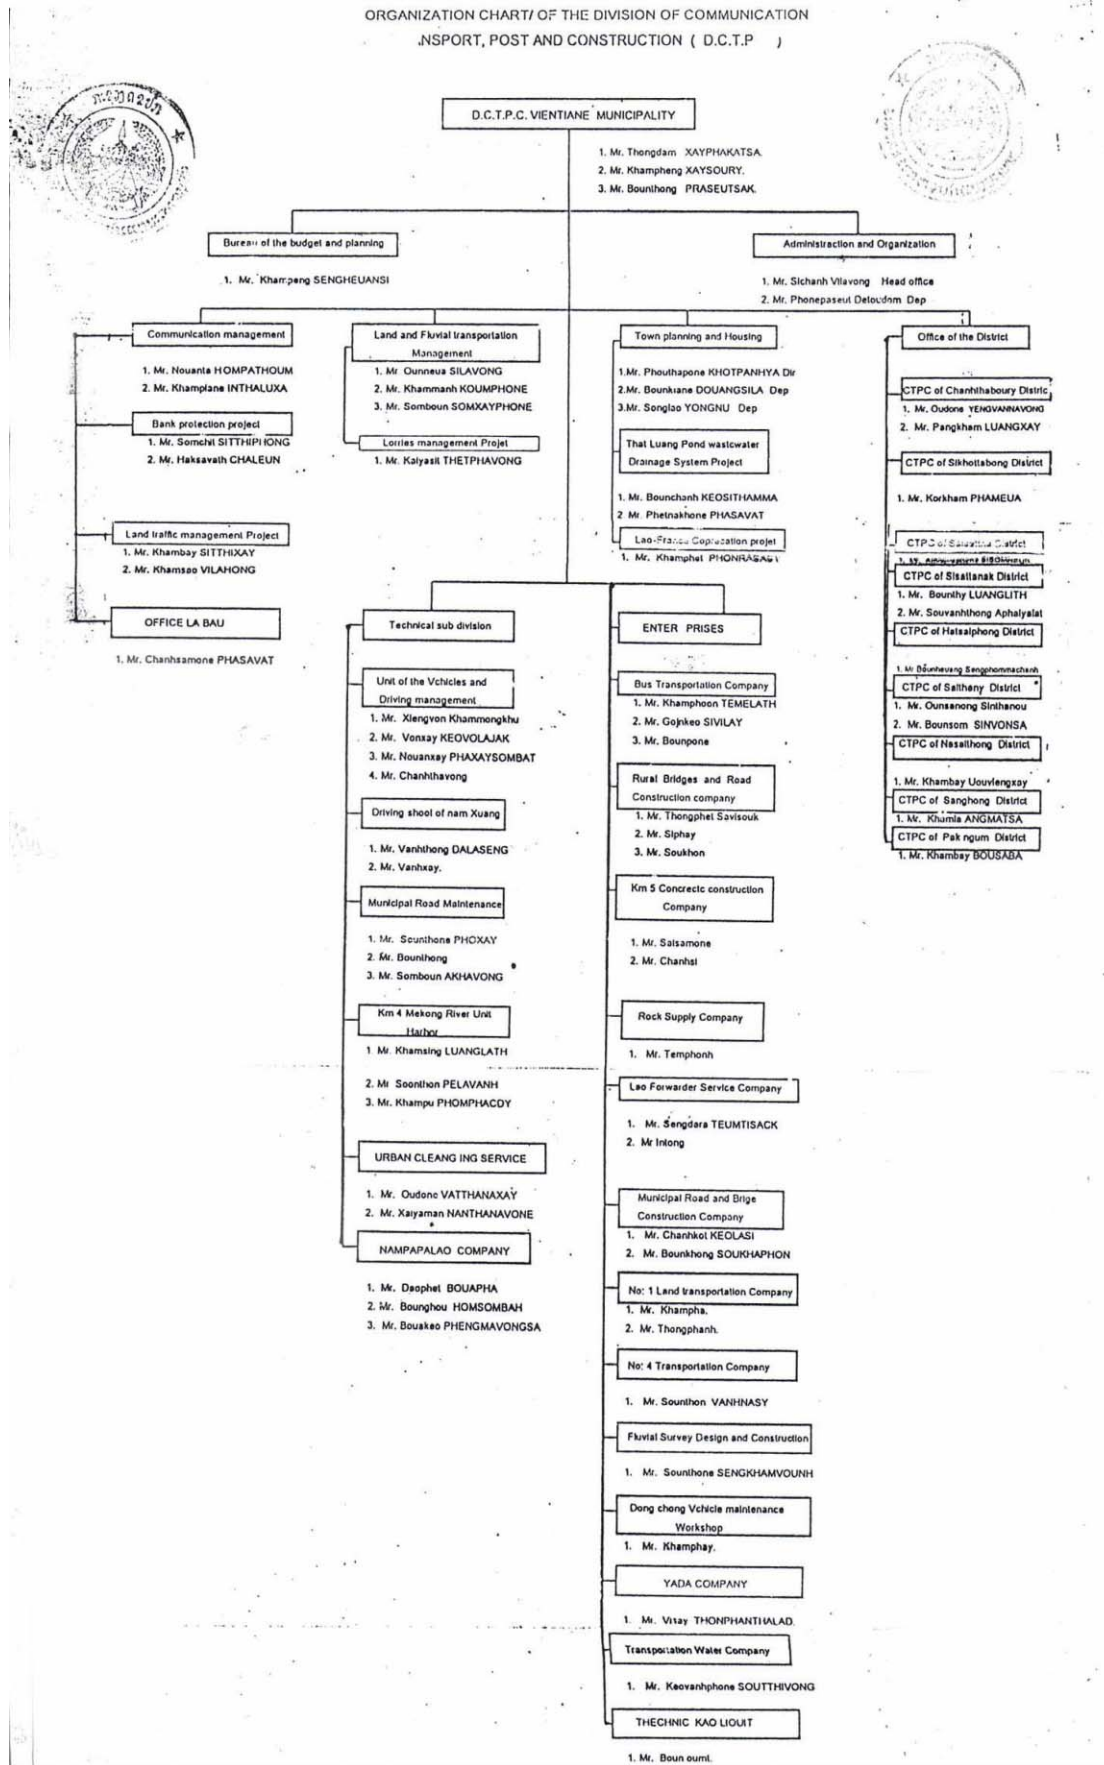 ORGANIZATION CHART/ OF THE DIVISION OF COMMUNICATION
.NSPORT, POST AND CONSTRUCTION ( D.C.T.P )
D.C.T.P.C. VIENTIANE MUNICIPALITY
1. Mr. Thongdam XAYPHAKATSA.
2. Mr. Khampheng XAYSOURY.
3. Mr. Bounthong PRASEUTSAK.
Bureau of the budget and planning
1. Mr. Khampeng SENGHEUANSI
Administraction and Organization
1. Mr. Sichanh Vilavong Head office
2. Mr. Phonepaseut Deloudom Dep
Communication management
1. Mr. Nouanta HOMPATHOUM
2. Mr. Khamplane INTHALUXA
Bank protection project
1. Mr. Somchit SITTHIPHONG
2. Mr. Haksavath CHALEUN
Land traffic management Project
1. Mr. Khambay SITTHIXAY
2. Mr. Khamsao VILAHONG
OFFICE LA BAU
1. Mr. Chanhsamone PHASAVAT
Land and Fluvial transportation
Management
1. Mr Ounneua SILAVONG
2. Mr. Khammanh KOUMPHONE
3. Mr. Somboun SOMXAYPHONE
Lorries management Projet
1. Mr. Kaiyasit THETPHAVONG
Town planning and Housing
1.Mr. Phouthapone KHOTPANHYA Dir
2.Mr. Bounkiane DOUANGSILA Dep
3.Mr. Songlao YONGNU Dep
That Luang Pond wastewater
Drainage System Project
1. Mr. Bounchanh KEOSITHAMMA
2 Mr. Phetnakhone PHASAVAT
Lao-France Copracation projet
1. Mr. Khamphet
Office of the District
CTPC of Chanhthaboury Distric
1. Mr. Oudone YENGVANNAVONG
2. Mr. Pangkham LUANGXAY
CTPC of Sikhottabong District
1. Mr. Korkham PHAMEUA
CTPC of District
CTPC of Sisattanak District
1. Mr. Bounthy LUANGLITH
2. Mr. Souvanhthong Aphalyalat
CTPC of Hatsaiphong District
1. Mr Bounheuang Sengphommachanh
CTPC of Saitheny District
1. Mr. Ounsanong Sinthanou
2. Mr. Bounsom SINVONSA
CTPC of Nasaithong District
1. Mr. Khambay Uouvlengxay
CTPC of Sanghong District
1. Mr. Khamla ANGMATSA
CTPC of Pak ngum District
1. Mr. Khambay BOUSABA
Technical sub division
Unit of the Vehicles and
Driving management
1. Mr. Xiengvon Khammongkhu
2. Mr. Vonxay KEOVOLAJAK
3. Mr. Nouanxay PHAXAYSOMBAT
4. Mr. Chanhthavong
Driving shool of nam Xuang
1. Mr. Vanhthong DALASENG
2. Mr. Vanhxay.
Municipal Road Maintenance
1. Mr. Sounthone PHOXAY
2. Mr. Bounthong
3. Mr. Somboun AKHAVONG
Km 4 Mekong River Unit
Harbor
1 Mr. Khamsing LUANGLATH
2. Mr Soonthon PELAVANH
3. Mr. Khampu PHOMPHACDY
URBAN CLEANG ING SERVICE
1. Mr. Oudone VATTHANAXAY
2. Mr. Xaiyaman NANTHANAVONE
NAMPAPALAO COMPANY
1. Mr. Daophet BOUAPHA
2. Mr. Bounghou HOMSOMBAH
3. Mr. Bouakeo PHENGMAVONGSA
ENTER PRISES
Bus Transportation Company
1. Mr. Khamphoon TEMELATH
2. Mr. Gojnkeo SIVILAY
3. Mr. Bounpone
Rural Bridges and Road
Construction company
1. Mr. Thongphet Savisouk
2. Mr. Siphay
3. Mr. Soukhon
Km 5 Concrecte construction
Company
1. Mr. Saisamone
2. Mr. Chanhsi
Rock Supply Company
1. Mr. Temphonh
Lao Forwarder Service Company
1. Mr. Sengdara TEUMTISACK
2. Mr Intong
Municipal Road and Brige
Construction Company
1. Mr. Chanhkot KEOLASI
2. Mr. Bounkhong SOUKHAPHON
No: 1 Land transportation Company
1. Mr. Khampha.
2. Mr. Thongphanh.
No: 4 Transportation Company
1. Mr. Sounthon VANHNASY
Fluvial Survey Design and Construction
1. Mr. Sounthone SENGKHAMVOUNH
Dong chong Vehicle maintenance
Workshop
1. Mr. Khamphay.
YADA COMPANY
1. Mr. Vixay THONPHANTHALAD.
Transportation Water Company
1. Mr. Keovanhphone SOUTTHIVONG
THECHNIC KAO LIOUIT
1. Mr. Boun ouml.